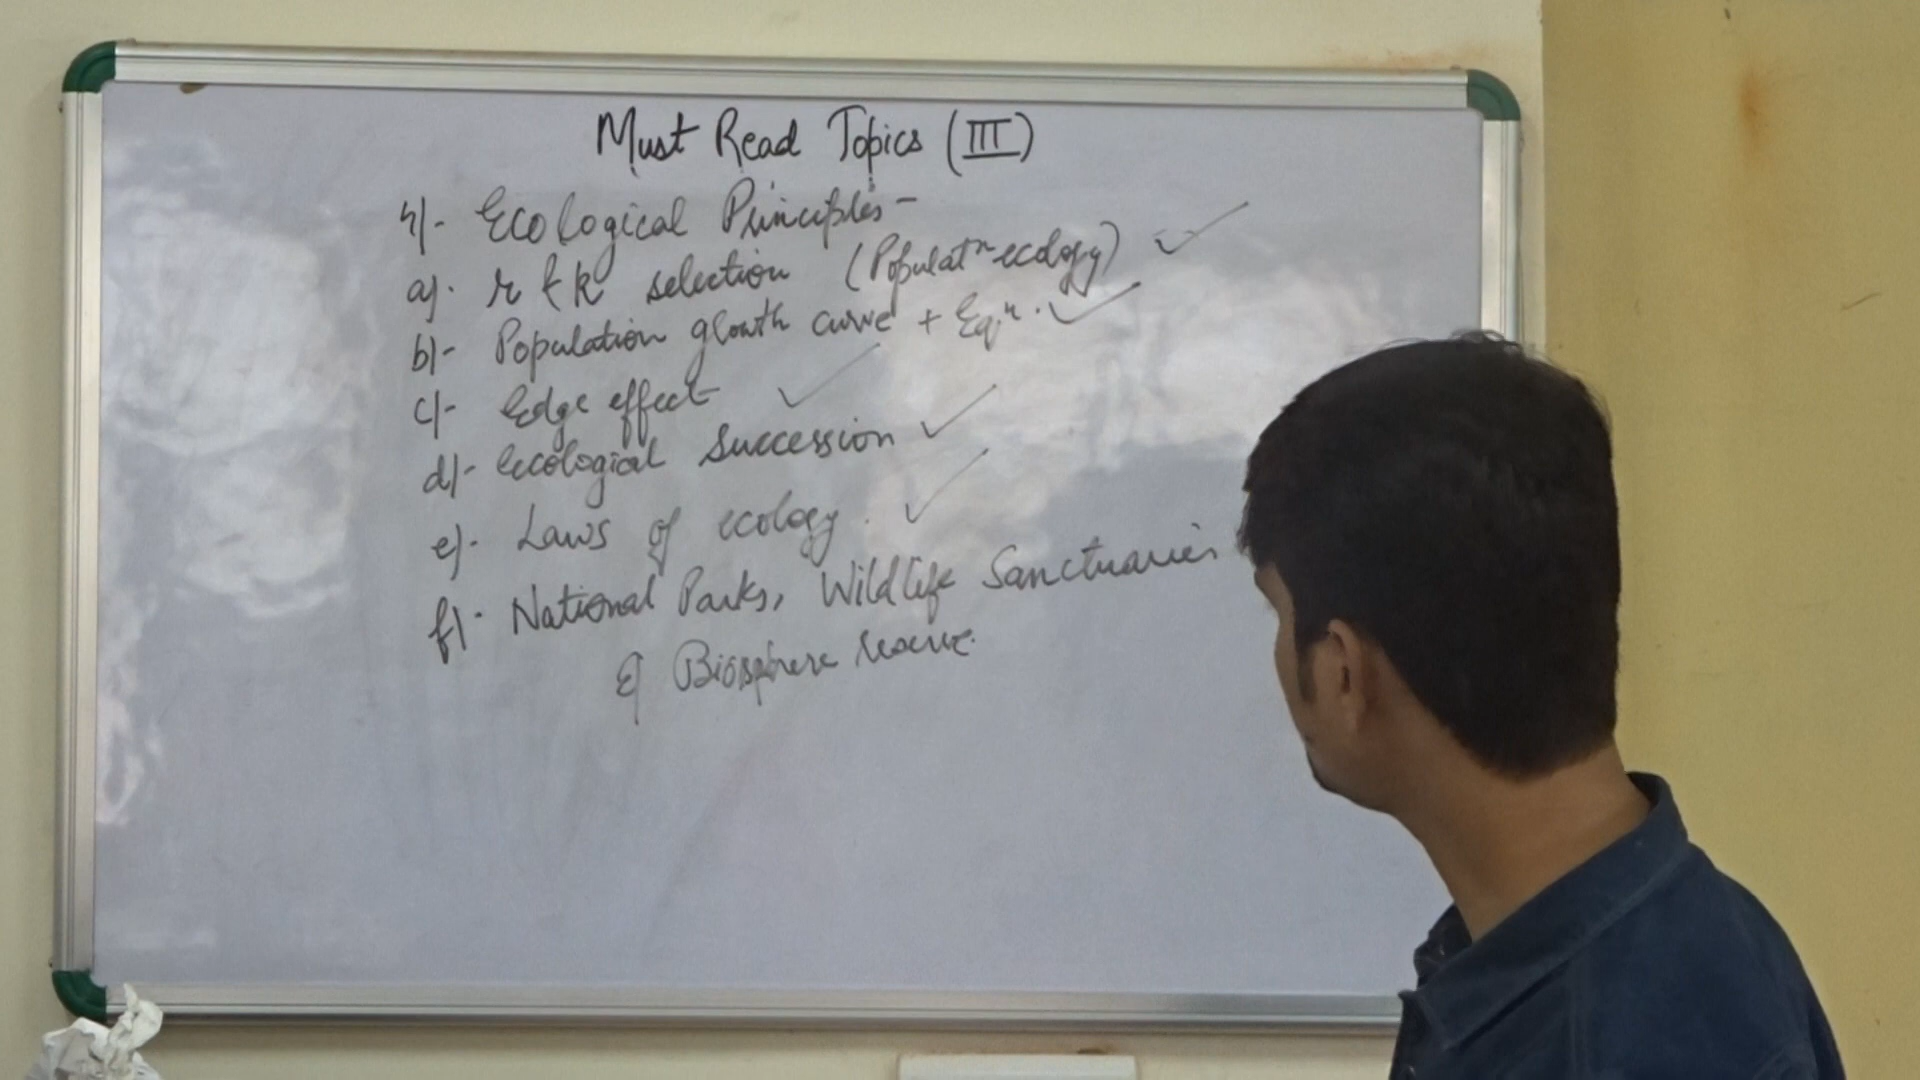 Must Read Topics (III)
4)- Ecological Principles-
a)- r & k selection (Populatⁿ ecology) ✓
b)- Population growth curve + Eqⁿ. ✓
c)- Edge effect ✓
d)- Ecological Succession ✓
e)- Laws of ecology. ✓
f)- National Parks, Wildlife Sanctuaries
& Biosphere reserve.